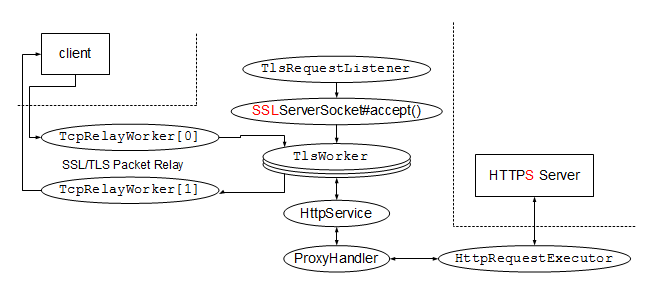 client
TlsRequestListener
SSLServerSocket#accept()
TcpRelayWorker[0]
TlsWorker
SSL/TLS Packet Relay
TcpRelayWorker[1]
HTTPS Server
HttpService
ProxyHandler
HttpRequestExecutor